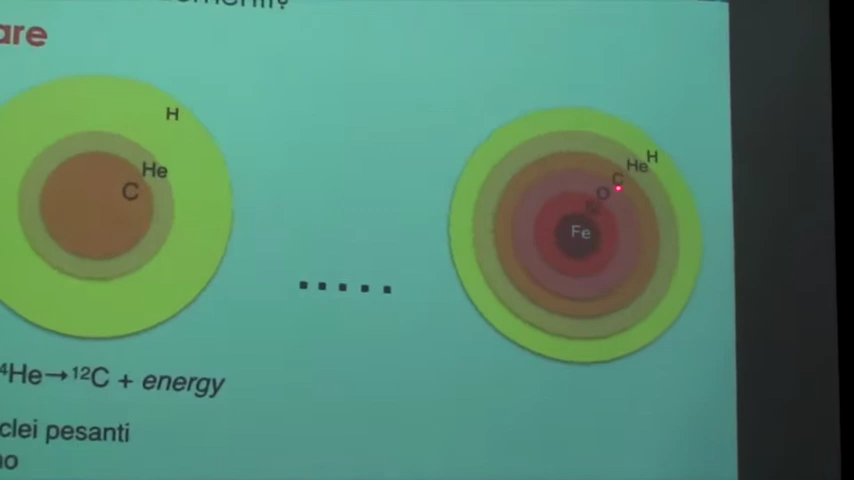 are
H
He
C
H
He
C
O
Fe
.....
⁴He→¹²C + energy
clei pesanti
no